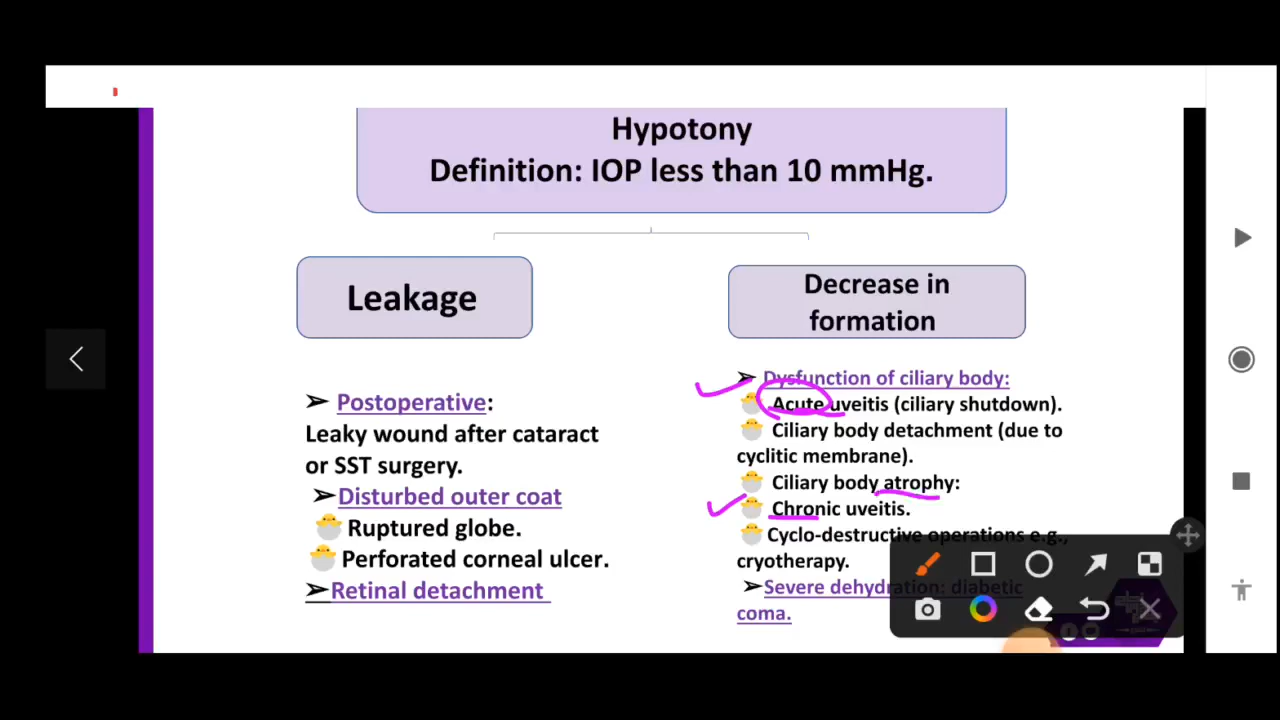 Hypotony
Definition: IOP less than 10 mmHg.
Leakage
➢ Postoperative:
Leaky wound after cataract
or SST surgery.
➢Disturbed outer coat
🐣 Ruptured globe.
🐣 Perforated corneal ulcer.
➢Retinal detachment
Decrease in
formation
➢ Dysfunction of ciliary body:
🐣 Acute uveitis (ciliary shutdown).
🐣 Ciliary body detachment (due to
cyclitic membrane).
🐣 Ciliary body atrophy:
🐣 Chronic uveitis.
🐣 Cyclo-destructive operations e.g.,
cryotherapy.
➢Severe dehydration: diabetic
coma.